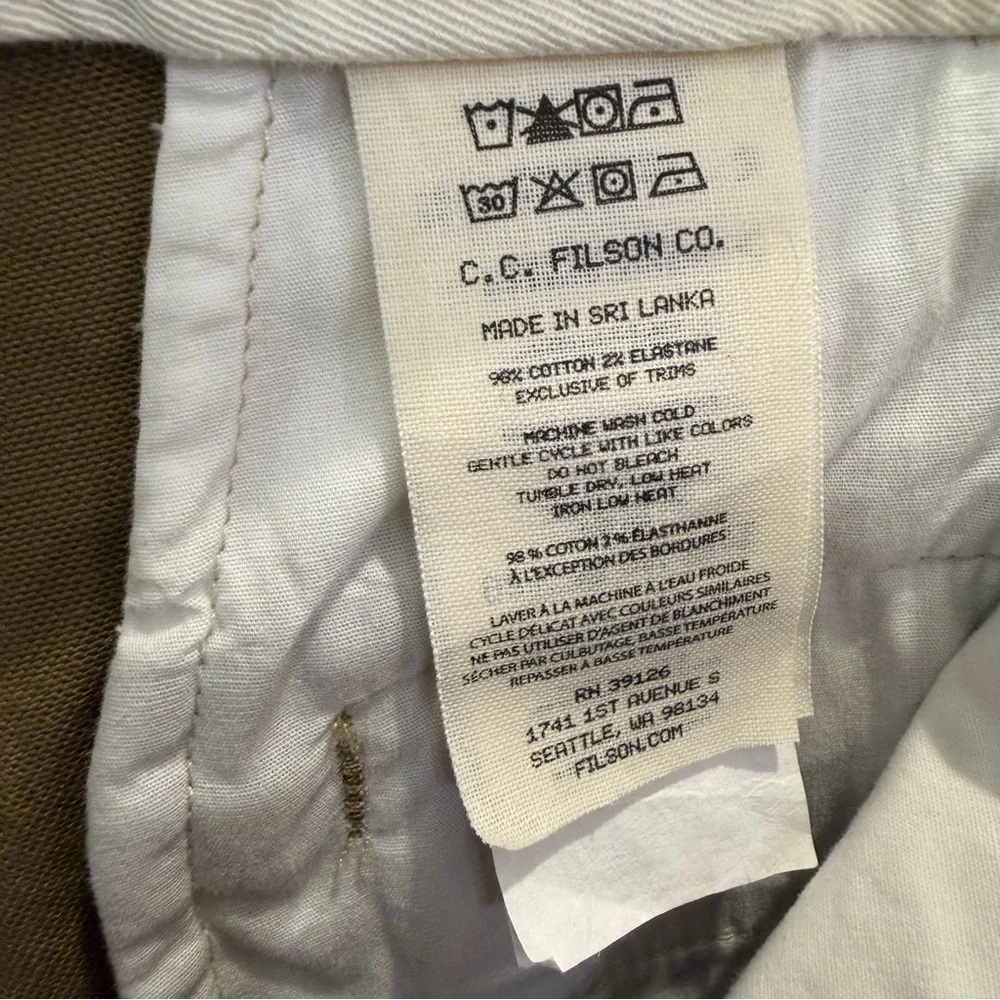 30
C.C. FILSON CO.
MADE IN SRI LANKA
98% COTTON 2% ELASTANE
EXCLUSIVE OF TRIMS
MACHINE WASH COLD
GENTLE CYCLE WITH LIKE COLORS
DO NOT BLEACH
TUMBLE DRY, LOW HEAT
IRON LOW HEAT
98 % COTON 2 % ÉLASTHANNE
À L'EXCEPTION DES BORDURES
LAVER À LA MACHINE À L'EAU FROIDE
CYCLE DÉLICAT AVEC COULEURS SIMILAIRES
NE PAS UTILISER D'AGENT DE BLANCHIMENT
SÉCHER PAR CULBUTAGE, BASSE TEMPÉRATURE
REPASSER À BASSE TEMPÉRATURE
RN 39126
1741 1ST AVENUE S
SEATTLE, WA 98134
FILSON.COM